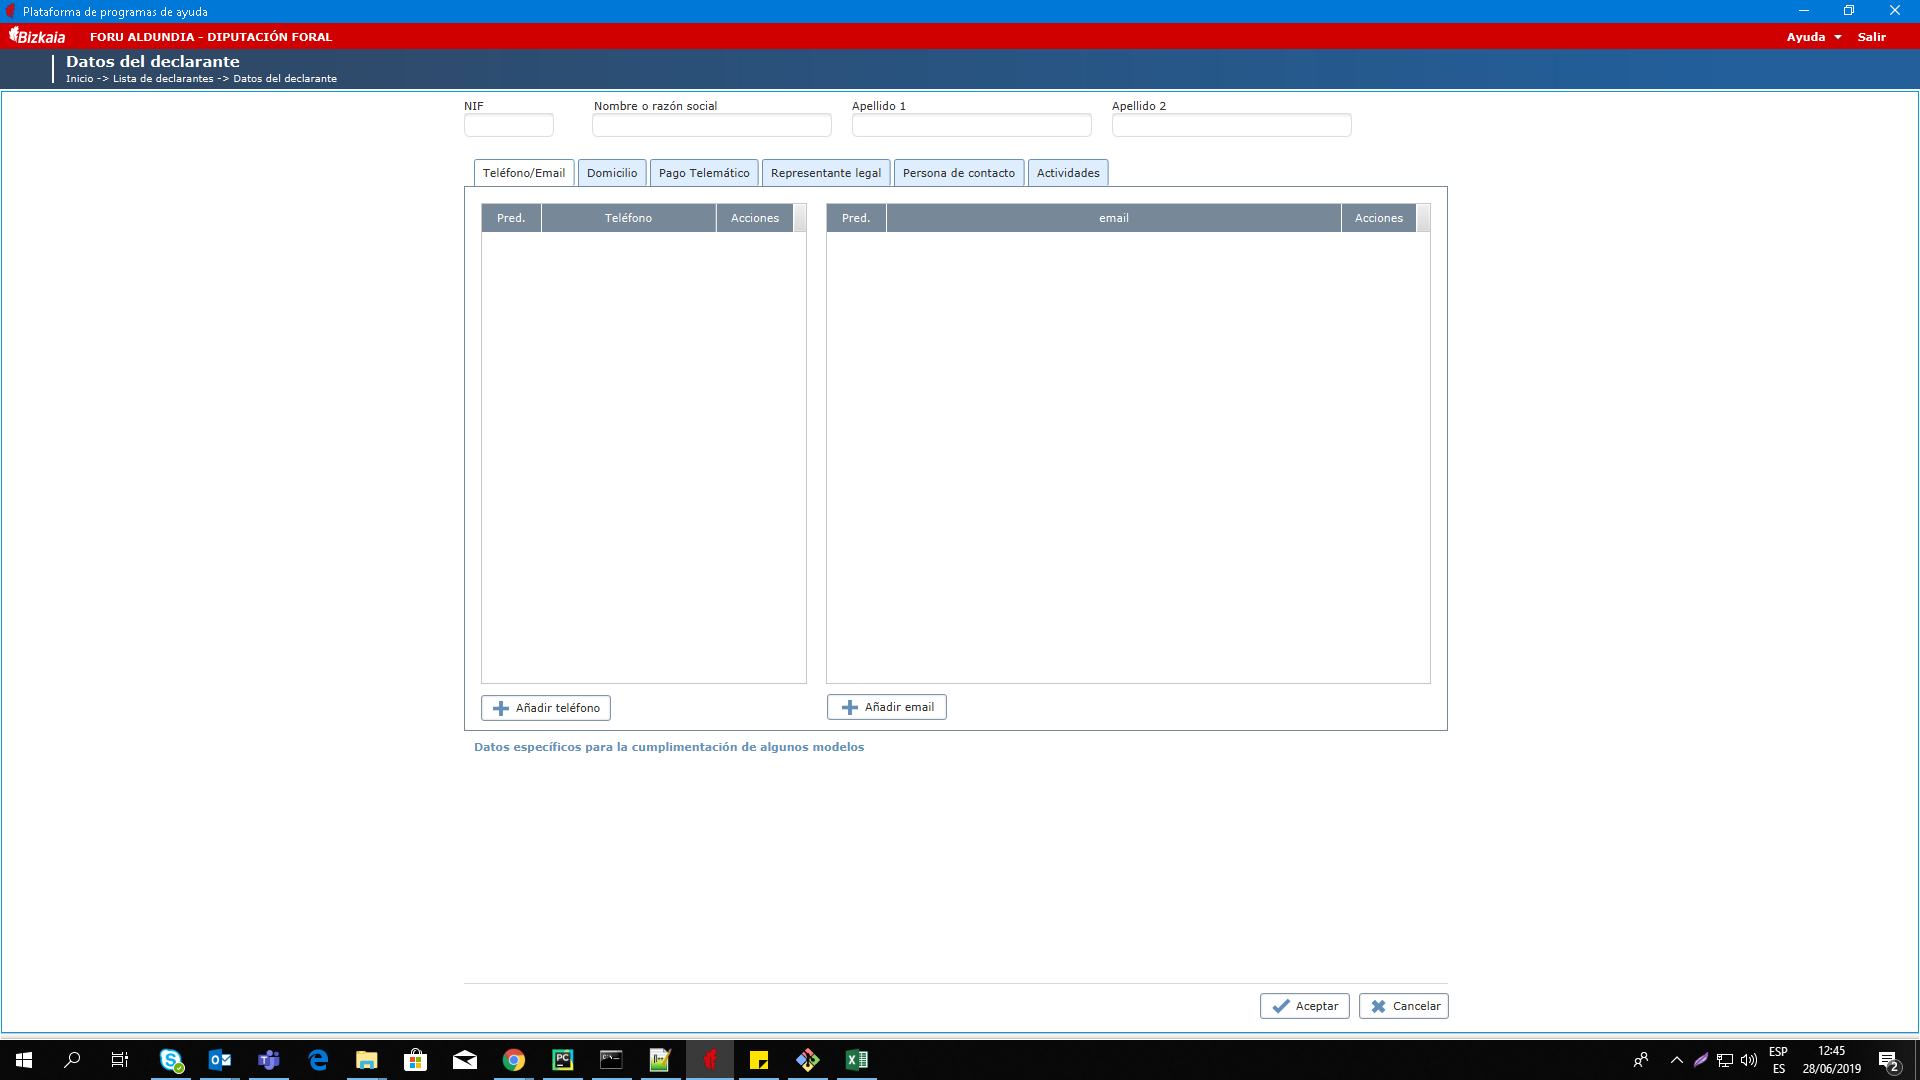 Plataforma de programas de ayuda
Bizkaia FORU ALDUNDIA - DIPUTACIÓN FORAL Ayuda Salir
Datos del declarante
Inicio -> Lista de declarantes -> Datos del declarante
NIF Nombre o razón social Apellido 1 Apellido 2
Teléfono/Email Domicilio Pago Telemático Representante legal Persona de contacto Actividades
Pred. Teléfono Acciones Pred. email Acciones
Añadir teléfono Añadir email
Datos específicos para la cumplimentación de algunos modelos
Aceptar Cancelar
ESP 12:45
ES 28/06/2019 2